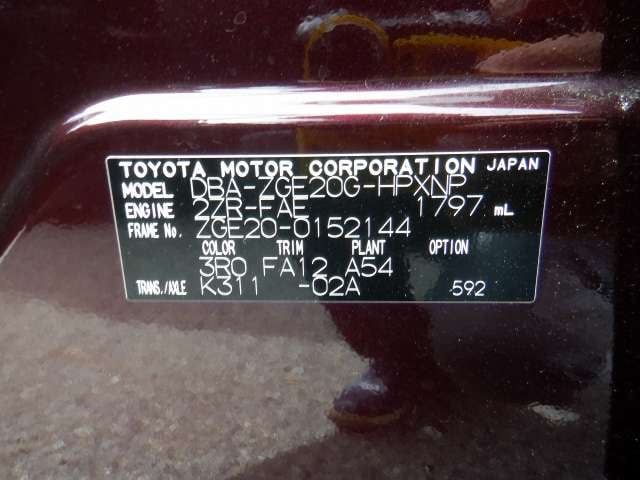 TOYOTA MOTOR CORPORATION JAPAN
MODEL DBA-ZGE20G-HPXNP
ENGINE 2ZR-FAE 1797 mL
FRAME No. ZGE20-0152144
COLOR TRIM PLANT OPTION
3R0 FA12 A54
TRANS./AXLE K311 -02A 592